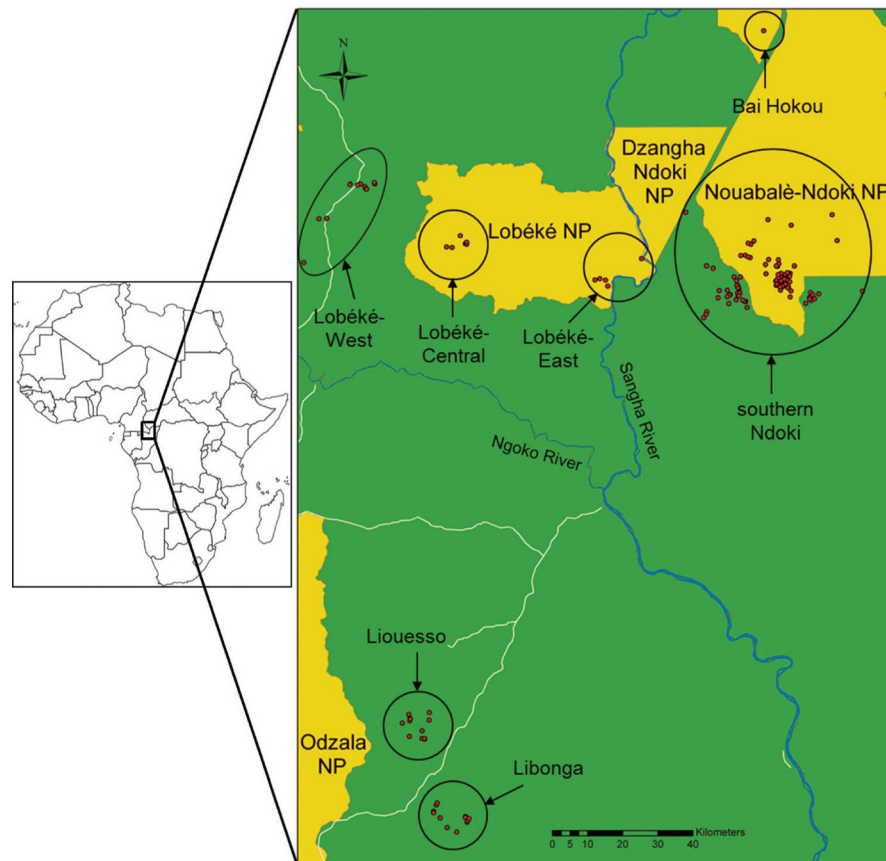 N
Bai Hokou
Dzangha
Ndoki
NP
Nouabalè-Ndoki NP
Lobéké NP
Lobéké-
West
Lobéké-
Central
Lobéké-
East
Sangha River
southern
Ndoki
Ngoko River
Liouesso
Odzala
NP
Libonga
Kilometers
0 5 10 20 30 40